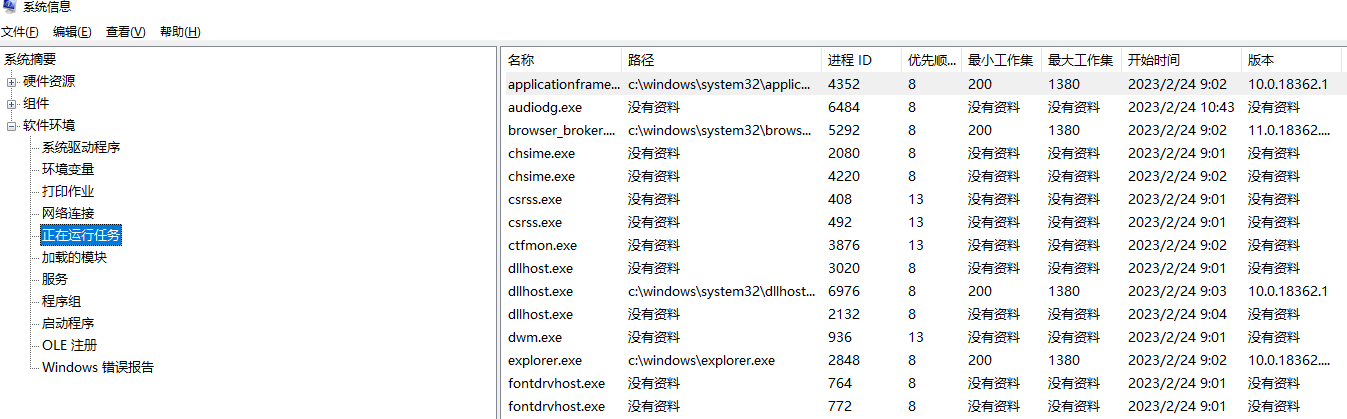 系统信息
文件(F) 编辑(E) 查看(V) 帮助(H)
系统摘要
硬件资源
组件
软件环境
系统驱动程序
环境变量
打印作业
网络连接
正在运行任务
加载的模块
服务
程序组
启动程序
OLE 注册
Windows 错误报告
名称 路径 进程 ID 优先顺... 最小工作集 最大工作集 开始时间 版本
applicationframe... c:\windows\system32\applic... 4352 8 200 1380 2023/2/24 9:02 10.0.18362.1
audiodg.exe 没有资料 6484 8 没有资料 没有资料 2023/2/24 10:43 没有资料
browser_broker.... c:\windows\system32\brows... 5292 8 200 1380 2023/2/24 9:02 11.0.18362....
chsime.exe 没有资料 2080 8 没有资料 没有资料 2023/2/24 9:01 没有资料
chsime.exe 没有资料 4220 8 没有资料 没有资料 2023/2/24 9:02 没有资料
csrss.exe 没有资料 408 13 没有资料 没有资料 2023/2/24 9:01 没有资料
csrss.exe 没有资料 492 13 没有资料 没有资料 2023/2/24 9:01 没有资料
ctfmon.exe 没有资料 3876 13 没有资料 没有资料 2023/2/24 9:02 没有资料
dllhost.exe 没有资料 3020 8 没有资料 没有资料 2023/2/24 9:01 没有资料
dllhost.exe c:\windows\system32\dllhost... 6976 8 200 1380 2023/2/24 9:03 10.0.18362.1
dllhost.exe 没有资料 2132 8 没有资料 没有资料 2023/2/24 9:04 没有资料
dwm.exe 没有资料 936 13 没有资料 没有资料 2023/2/24 9:01 没有资料
explorer.exe c:\windows\explorer.exe 2848 8 200 1380 2023/2/24 9:02 10.0.18362....
fontdrvhost.exe 没有资料 764 8 没有资料 没有资料 2023/2/24 9:01 没有资料
fontdrvhost.exe 没有资料 772 8 没有资料 没有资料 2023/2/24 9:01 没有资料